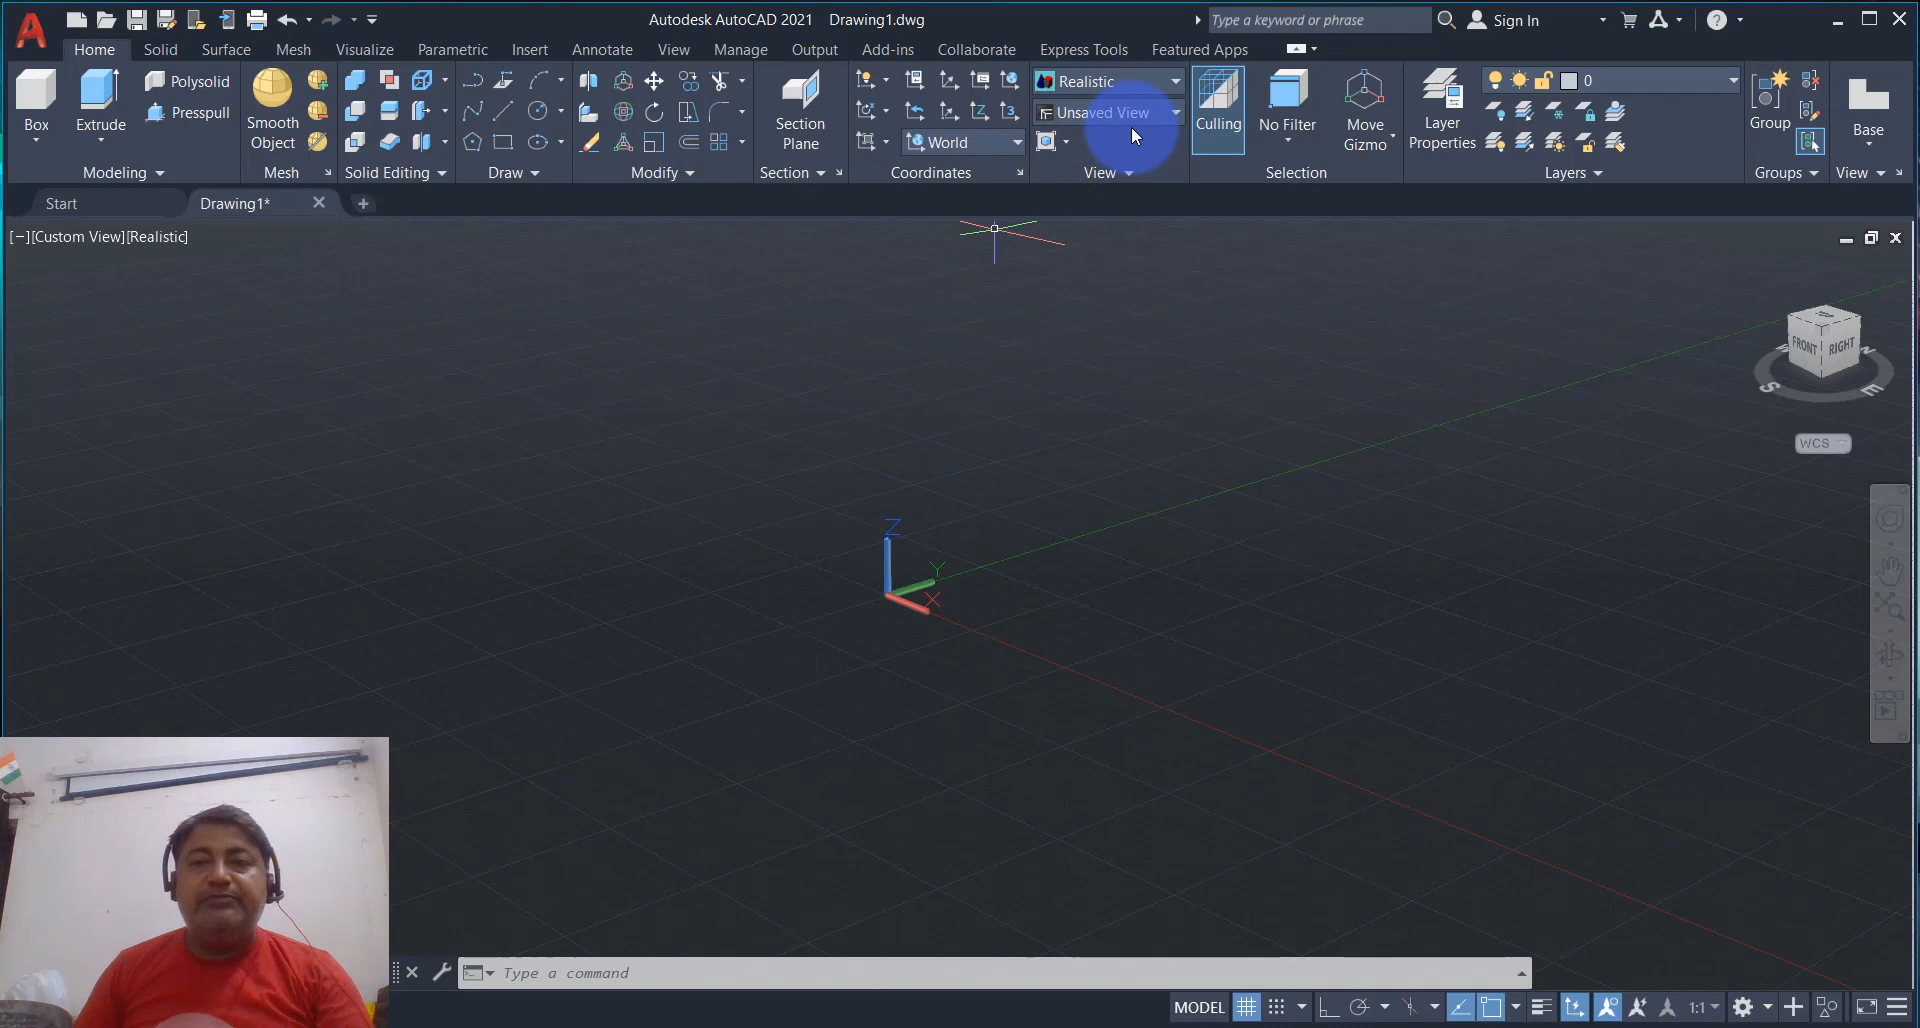 Autodesk AutoCAD 2021 Drawing1.dwg
Type a keyword or phrase
Sign In
Home Solid Surface Mesh Visualize Parametric Insert Annotate View Manage Output Add-ins Collaborate Express Tools Featured Apps
Box
Extrude
Polysolid
Presspull
Modeling
Smooth
Object
Mesh
Solid Editing
Draw
Modify
Section
Plane
Section
World
Coordinates
Realistic
Unsaved View
View
Culling
No Filter
Move
Gizmo
Selection
Layer
Properties
0
Layers
Group
Groups
Base
View
Start
Drawing1*
[−][Custom View][Realistic]
FRONT
RIGHT
S
E
N
WCS
Z
Y
X
Type a command
MODEL
1:1